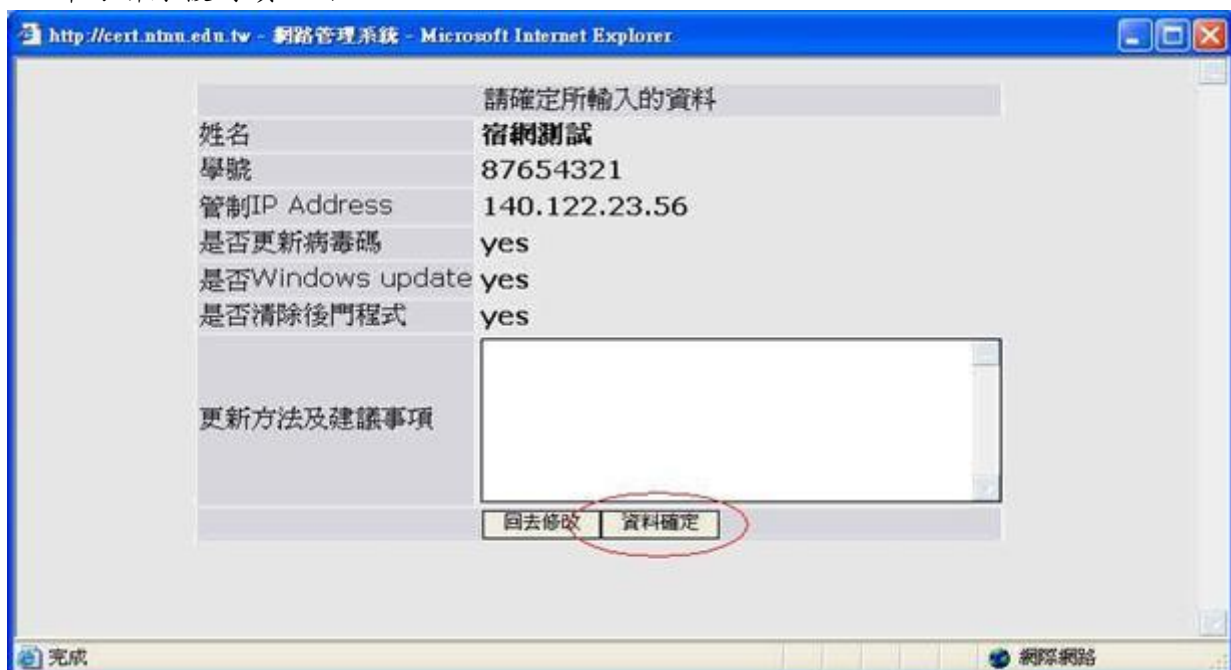 http://cert.ntnu.edu.tw - 網路管理系統 - Microsoft Internet Explorer
請確定所輸入的資料
姓名 宿網測試
學號 87654321
管制IP Address 140.122.23.56
是否更新病毒碼 yes
是否Windows update yes
是否清除後門程式 yes
更新方法及建議事項
回去修改 資料確定
完成 網際網路